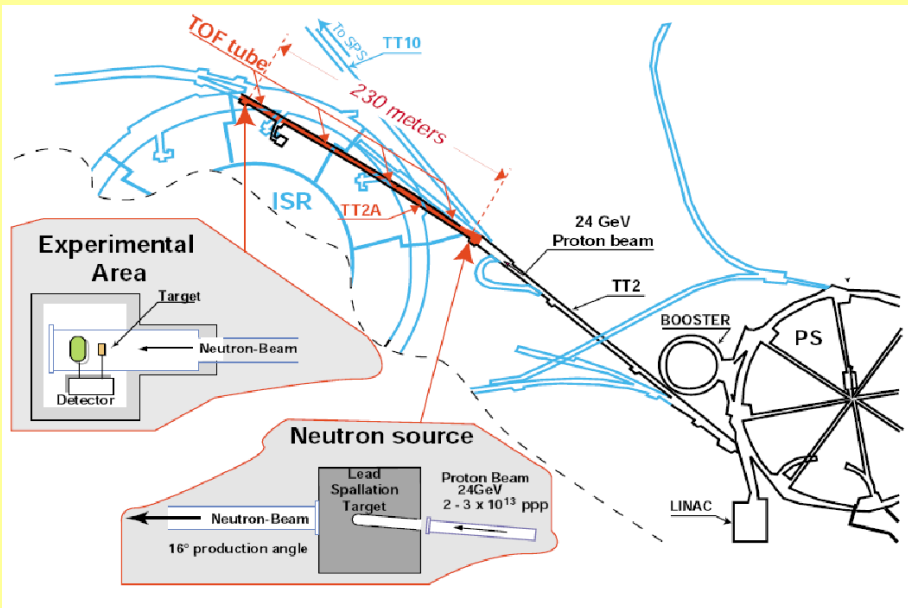 TOF tube
To SPS
TT10
230 meters
ISR
TT2A
24 GeV
Proton beam
TT2
BOOSTER
PS
LINAC
Experimental
Area
Target
Neutron-Beam
Detector
Neutron source
Lead
Spallation
Target
Proton Beam
24GeV
2 - 3 x 10¹³ ppp
Neutron-Beam
16° production angle